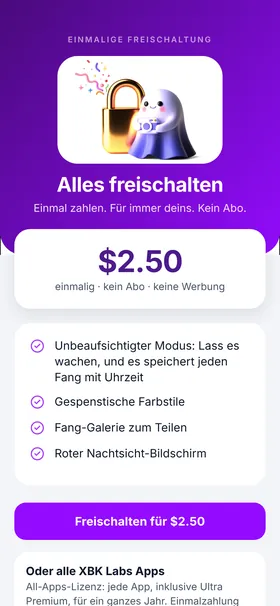 EINMALIGE FREISCHALTUNG
Alles freischalten
Einmal zahlen. Für immer deins. Kein Abo.
$2.50
einmalig · kein Abo · keine Werbung
Unbeaufsichtigter Modus: Lass es
wachen, und es speichert jeden
Fang mit Uhrzeit
Gespenstische Farbstile
Fang-Galerie zum Teilen
Roter Nachtsicht-Bildschirm
Freischalten für $2.50
Oder alle XBK Labs Apps
All-Apps-Lizenz: jede App, inklusive Ultra
Premium, für ein ganzes Jahr. Einmalzahlung